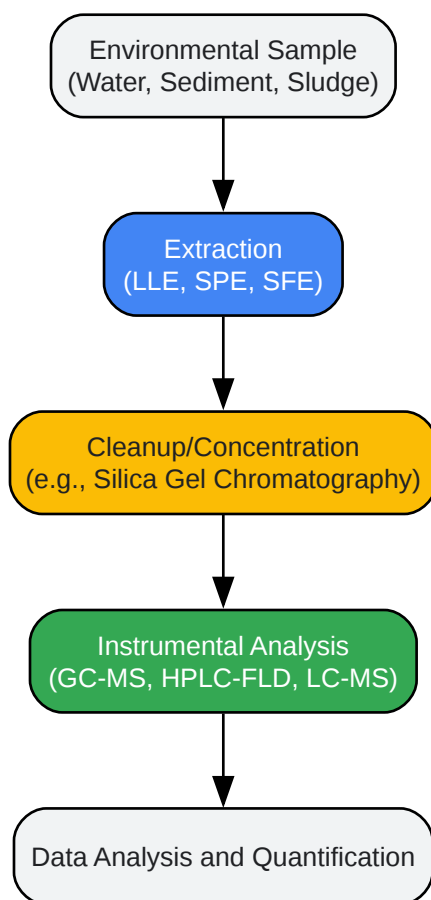 Environmental Sample
(Water, Sediment, Sludge)
Extraction
(LLE, SPE, SFE)
Cleanup/Concentration
(e.g., Silica Gel Chromatography)
Instrumental Analysis
(GC-MS, HPLC-FLD, LC-MS)
Data Analysis and Quantification